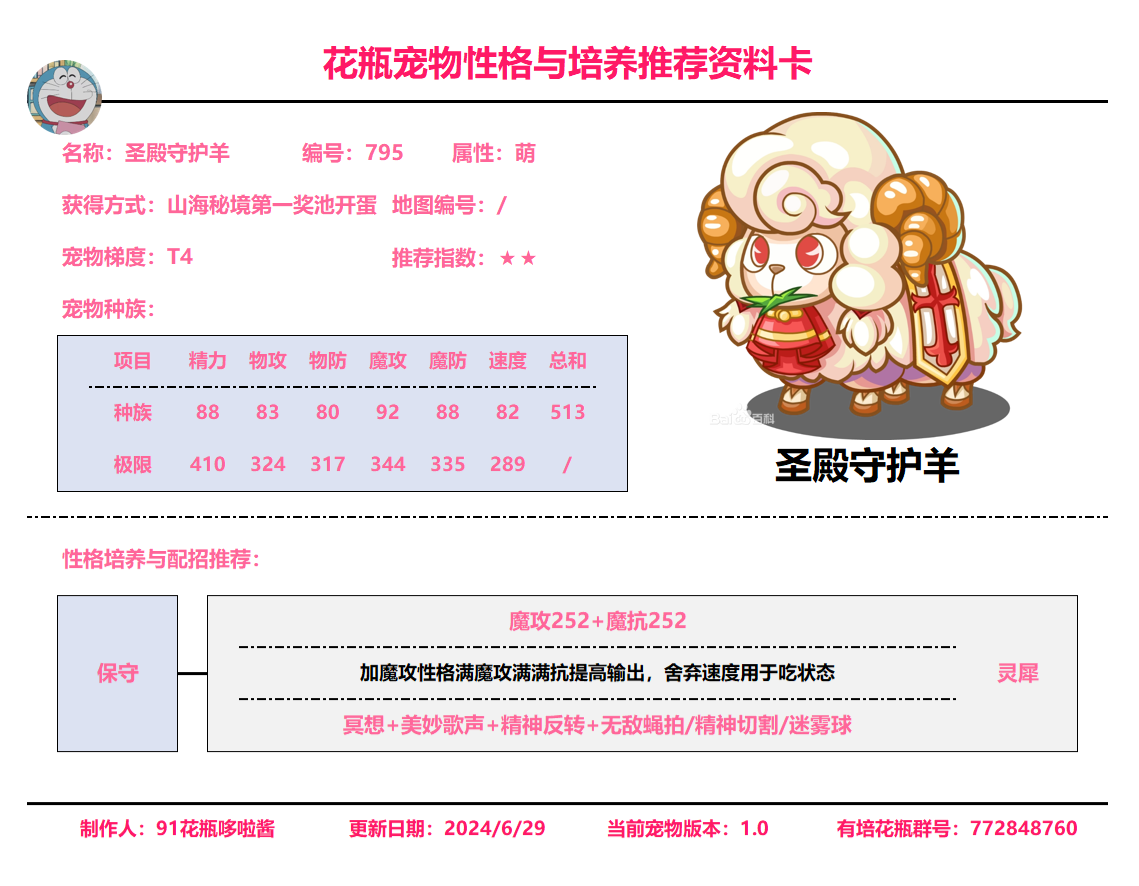 花瓶宠物性格与培养推荐资料卡
名称：圣殿守护羊 编号：795 属性：萌
获得方式：山海秘境第一奖池开蛋 地图编号：/
宠物梯度：T4 推荐指数：★★
宠物种族：
项目 精力 物攻 物防 魔攻 魔防 速度 总和
种族 88 83 80 92 88 82 513
极限 410 324 317 344 335 289 /
Bai百科
圣殿守护羊
性格培养与配招推荐：
保守
魔攻252+魔抗252
加魔攻性格满魔攻满满抗提高输出，舍弃速度用于吃状态
冥想+美妙歌声+精神反转+无敌蝇拍/精神切割/迷雾球
灵犀
制作人：91花瓶哆啦酱 更新日期：2024/6/29 当前宠物版本：1.0 有培花瓶群号：772848760